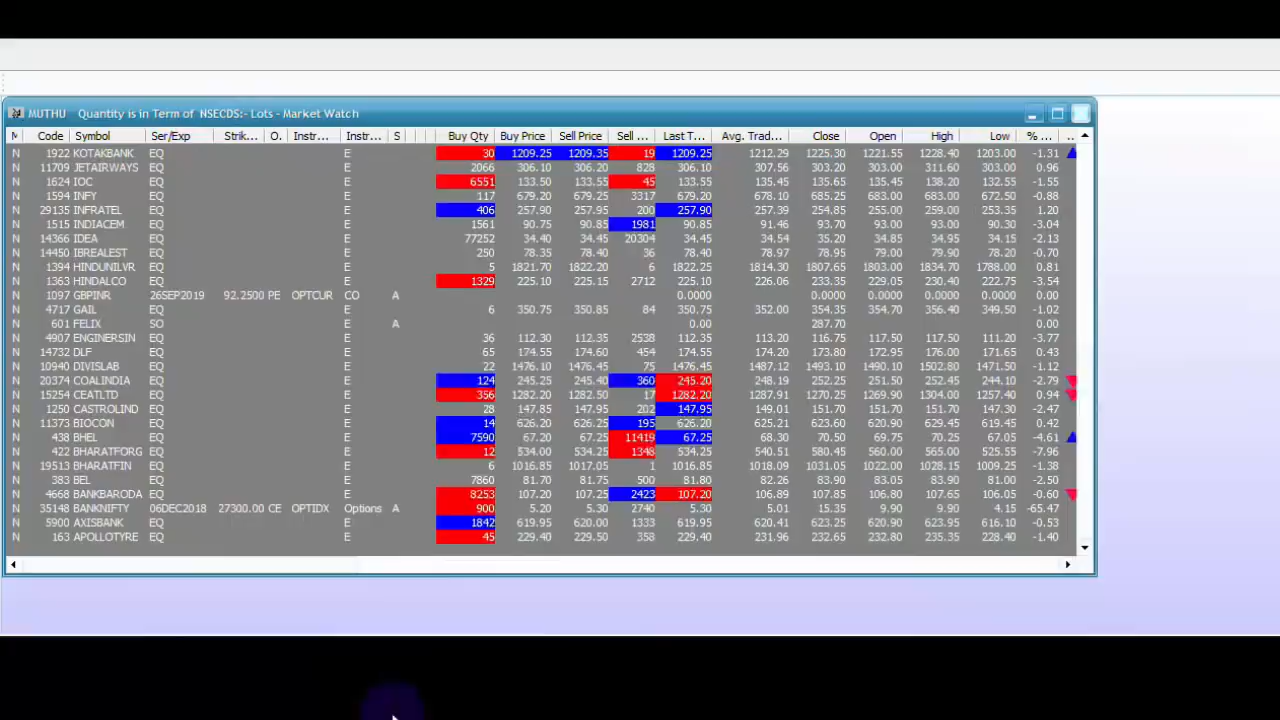 MUTHU Quantity is in Term of NSECDS:- Lots - Market Watch
M Code Symbol Ser/Exp Strik... O. Instr... Instr... S Buy Qty Buy Price Sell Price Sell ... Last T... Avg. Trad... Close Open High Low % ... ..
N 1922 KOTAKBANK EQ E 30 1209.25 1209.35 19 1209.25 1212.29 1225.30 1221.55 1228.40 1203.00 -1.31
N 11709 JETAIRWAYS EQ E 2066 306.10 306.20 828 306.10 307.56 303.20 303.00 311.60 303.00 0.96
N 1624 IOC EQ E 6551 133.50 133.55 45 133.55 135.45 135.65 135.45 138.20 132.55 -1.55
N 1594 INFY EQ E 117 679.20 679.25 3317 679.20 678.10 685.25 683.00 683.00 672.50 -0.88
N 29135 INFRATEL EQ E 406 257.90 257.95 200 257.90 257.39 254.85 255.00 259.00 253.35 1.20
N 1515 INDIACEM EQ E 1561 90.75 90.85 1981 90.85 91.46 93.70 93.00 93.00 90.30 -3.04
N 14366 IDEA EQ E 77252 34.40 34.45 20304 34.45 34.54 35.20 34.85 34.95 34.15 -2.13
N 14450 IBREALEST EQ E 250 78.35 78.40 36 78.40 78.97 78.95 79.00 79.90 78.20 -0.70
N 1394 HINDUNILVR EQ E 5 1821.70 1822.20 6 1822.25 1814.30 1807.65 1803.00 1834.70 1788.00 0.81
N 1363 HINDALCO EQ E 1329 225.10 225.15 2712 225.10 226.06 233.35 229.05 230.40 222.75 -3.54
N 1097 GBPINR 26SEP2019 92.2500 PE OPTCUR CO A 0.0000 0.0000 0.0000 0.0000 0.0000 0.00
N 4717 GAIL EQ E 6 350.75 350.85 84 350.75 352.00 354.35 354.75 356.40 349.50 -1.02
N 601 FELIX SO E A 0.00 287.70 0.00
N 4907 ENGINERSIN EQ E 36 112.30 112.35 2538 112.35 113.20 116.75 117.50 117.50 111.20 -3.77
N 14732 DLF EQ E 65 174.55 174.60 454 174.55 174.20 173.80 172.95 176.00 171.65 0.43
N 10940 DIVISLAB EQ E 22 1476.10 1476.45 75 1476.45 1487.12 1493.10 1490.10 1502.80 1471.50 -1.12
N 20374 COALINDIA EQ E 124 245.25 245.40 360 245.20 248.19 252.25 251.50 252.45 244.10 -2.79
N 15254 CEATLTD EQ E 356 1282.20 1282.50 17 1282.20 1287.91 1270.25 1269.90 1304.00 1257.40 0.94
N 1250 CASTROLIND EQ E 28 147.85 147.95 202 147.95 149.01 151.70 151.70 151.70 147.30 -2.47
N 11373 BIOCON EQ E 14 626.20 626.25 195 626.20 625.21 623.60 620.90 629.45 619.45 0.42
N 438 BHEL EQ E 7590 67.20 67.25 11419 67.25 68.30 70.50 69.75 70.25 67.05 -4.61
N 422 BHARATFORG EQ E 12 534.00 534.25 1348 534.25 540.51 580.45 560.00 565.00 525.55 -7.96
N 19513 BHARATFIN EQ E 6 1016.85 1017.05 1 1016.85 1018.09 1031.05 1022.00 1028.15 1009.25 -1.38
N 383 BEL EQ E 7860 81.70 81.75 500 81.80 82.26 83.90 83.90 83.90 81.00 -2.50
N 4668 BANKBARODA EQ E 8253 107.20 107.25 2423 107.20 106.89 107.85 106.80 107.65 106.05 -0.60
N 35148 BANKNIFTY 06DEC2018 27300.00 CE OPTIDX Options A 900 5.20 5.30 2740 5.30 5.01 15.35 9.90 9.90 4.15 -65.47
N 5900 AXISBANK EQ E 1842 619.95 620.00 1333 619.95 620.41 623.25 620.90 623.90 616.10 -0.53
N 163 APOLLOTYRE EQ E 45 229.40 229.50 358 229.40 231.96 232.65 232.80 235.35 228.40 -1.40